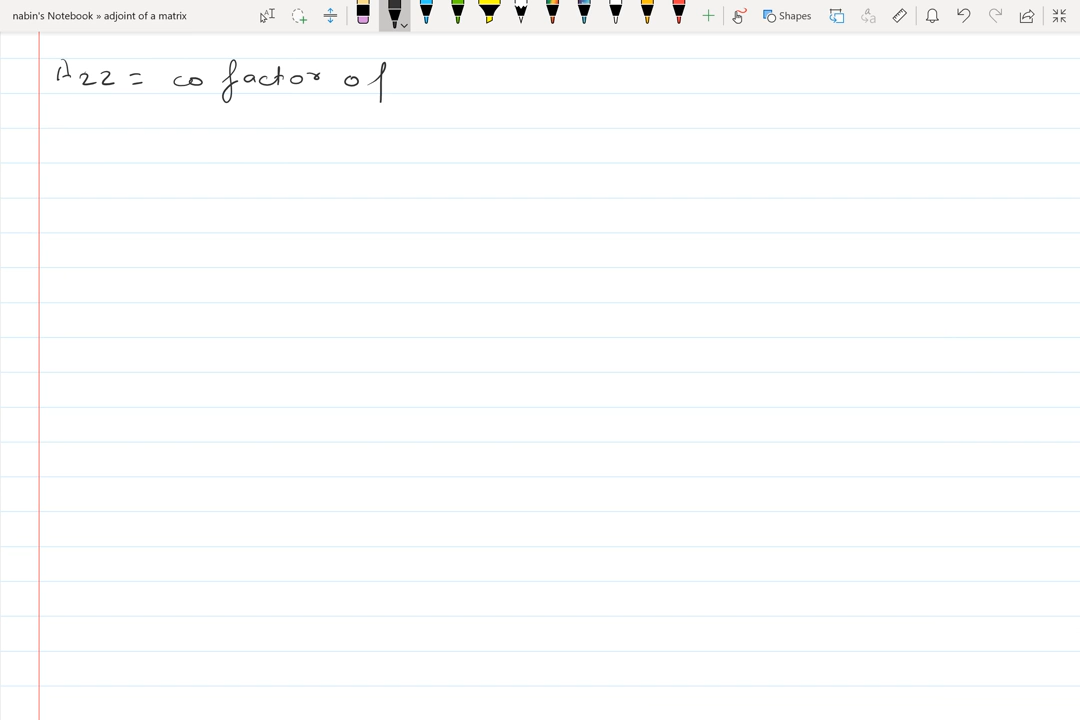 nabin's Notebook » adjoint of a matrix
Shapes
A22 = co factor of